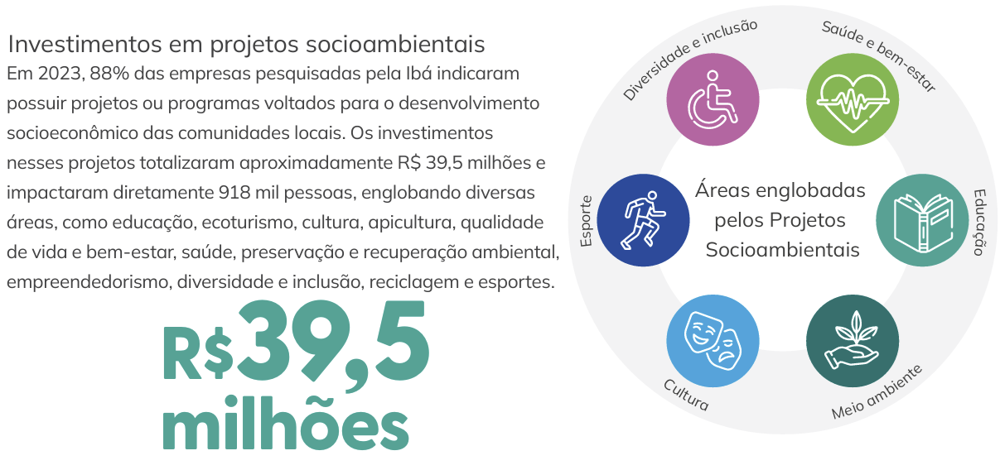 Investimentos em projetos socioambientais
Em 2023, 88% das empresas pesquisadas pela Ibá indicaram
possuir projetos ou programas voltados para o desenvolvimento
socioeconômico das comunidades locais. Os investimentos
nesses projetos totalizaram aproximadamente R$ 39,5 milhões e
impactaram diretamente 918 mil pessoas, englobando diversas
áreas, como educação, ecoturismo, cultura, apicultura, qualidade
de vida e bem-estar, saúde, preservação e recuperação ambiental,
empreendedorismo, diversidade e inclusão, reciclagem e esportes.
R$39,5
milhões
Diversidade e inclusão
Saúde e bem-estar
Esporte
Áreas englobadas
pelos Projetos
Socioambientais
Educação
Cultura
Meio ambiente